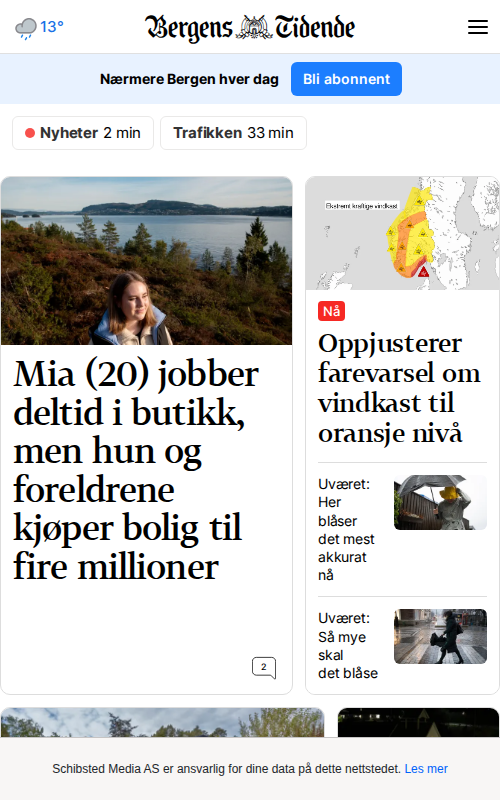 13°
Bergens Tidende
Nærmere Bergen hver dag
Bli abonnent
Nyheter 2 min
Trafikken 33 min
Ekstremt kraftige vindkast
Nå
Mia (20) jobber
deltid i butikk,
men hun og
foreldrene
kjøper bolig til
fire millioner
2
Oppjusterer
farevarsel om
vindkast til
oransje nivå
Uværet:
Her
blåser
det mest
akkurat
nå
Uværet:
Så mye
skal
det blåse
Schibsted Media AS er ansvarlig for dine data på dette nettstedet. Les mer